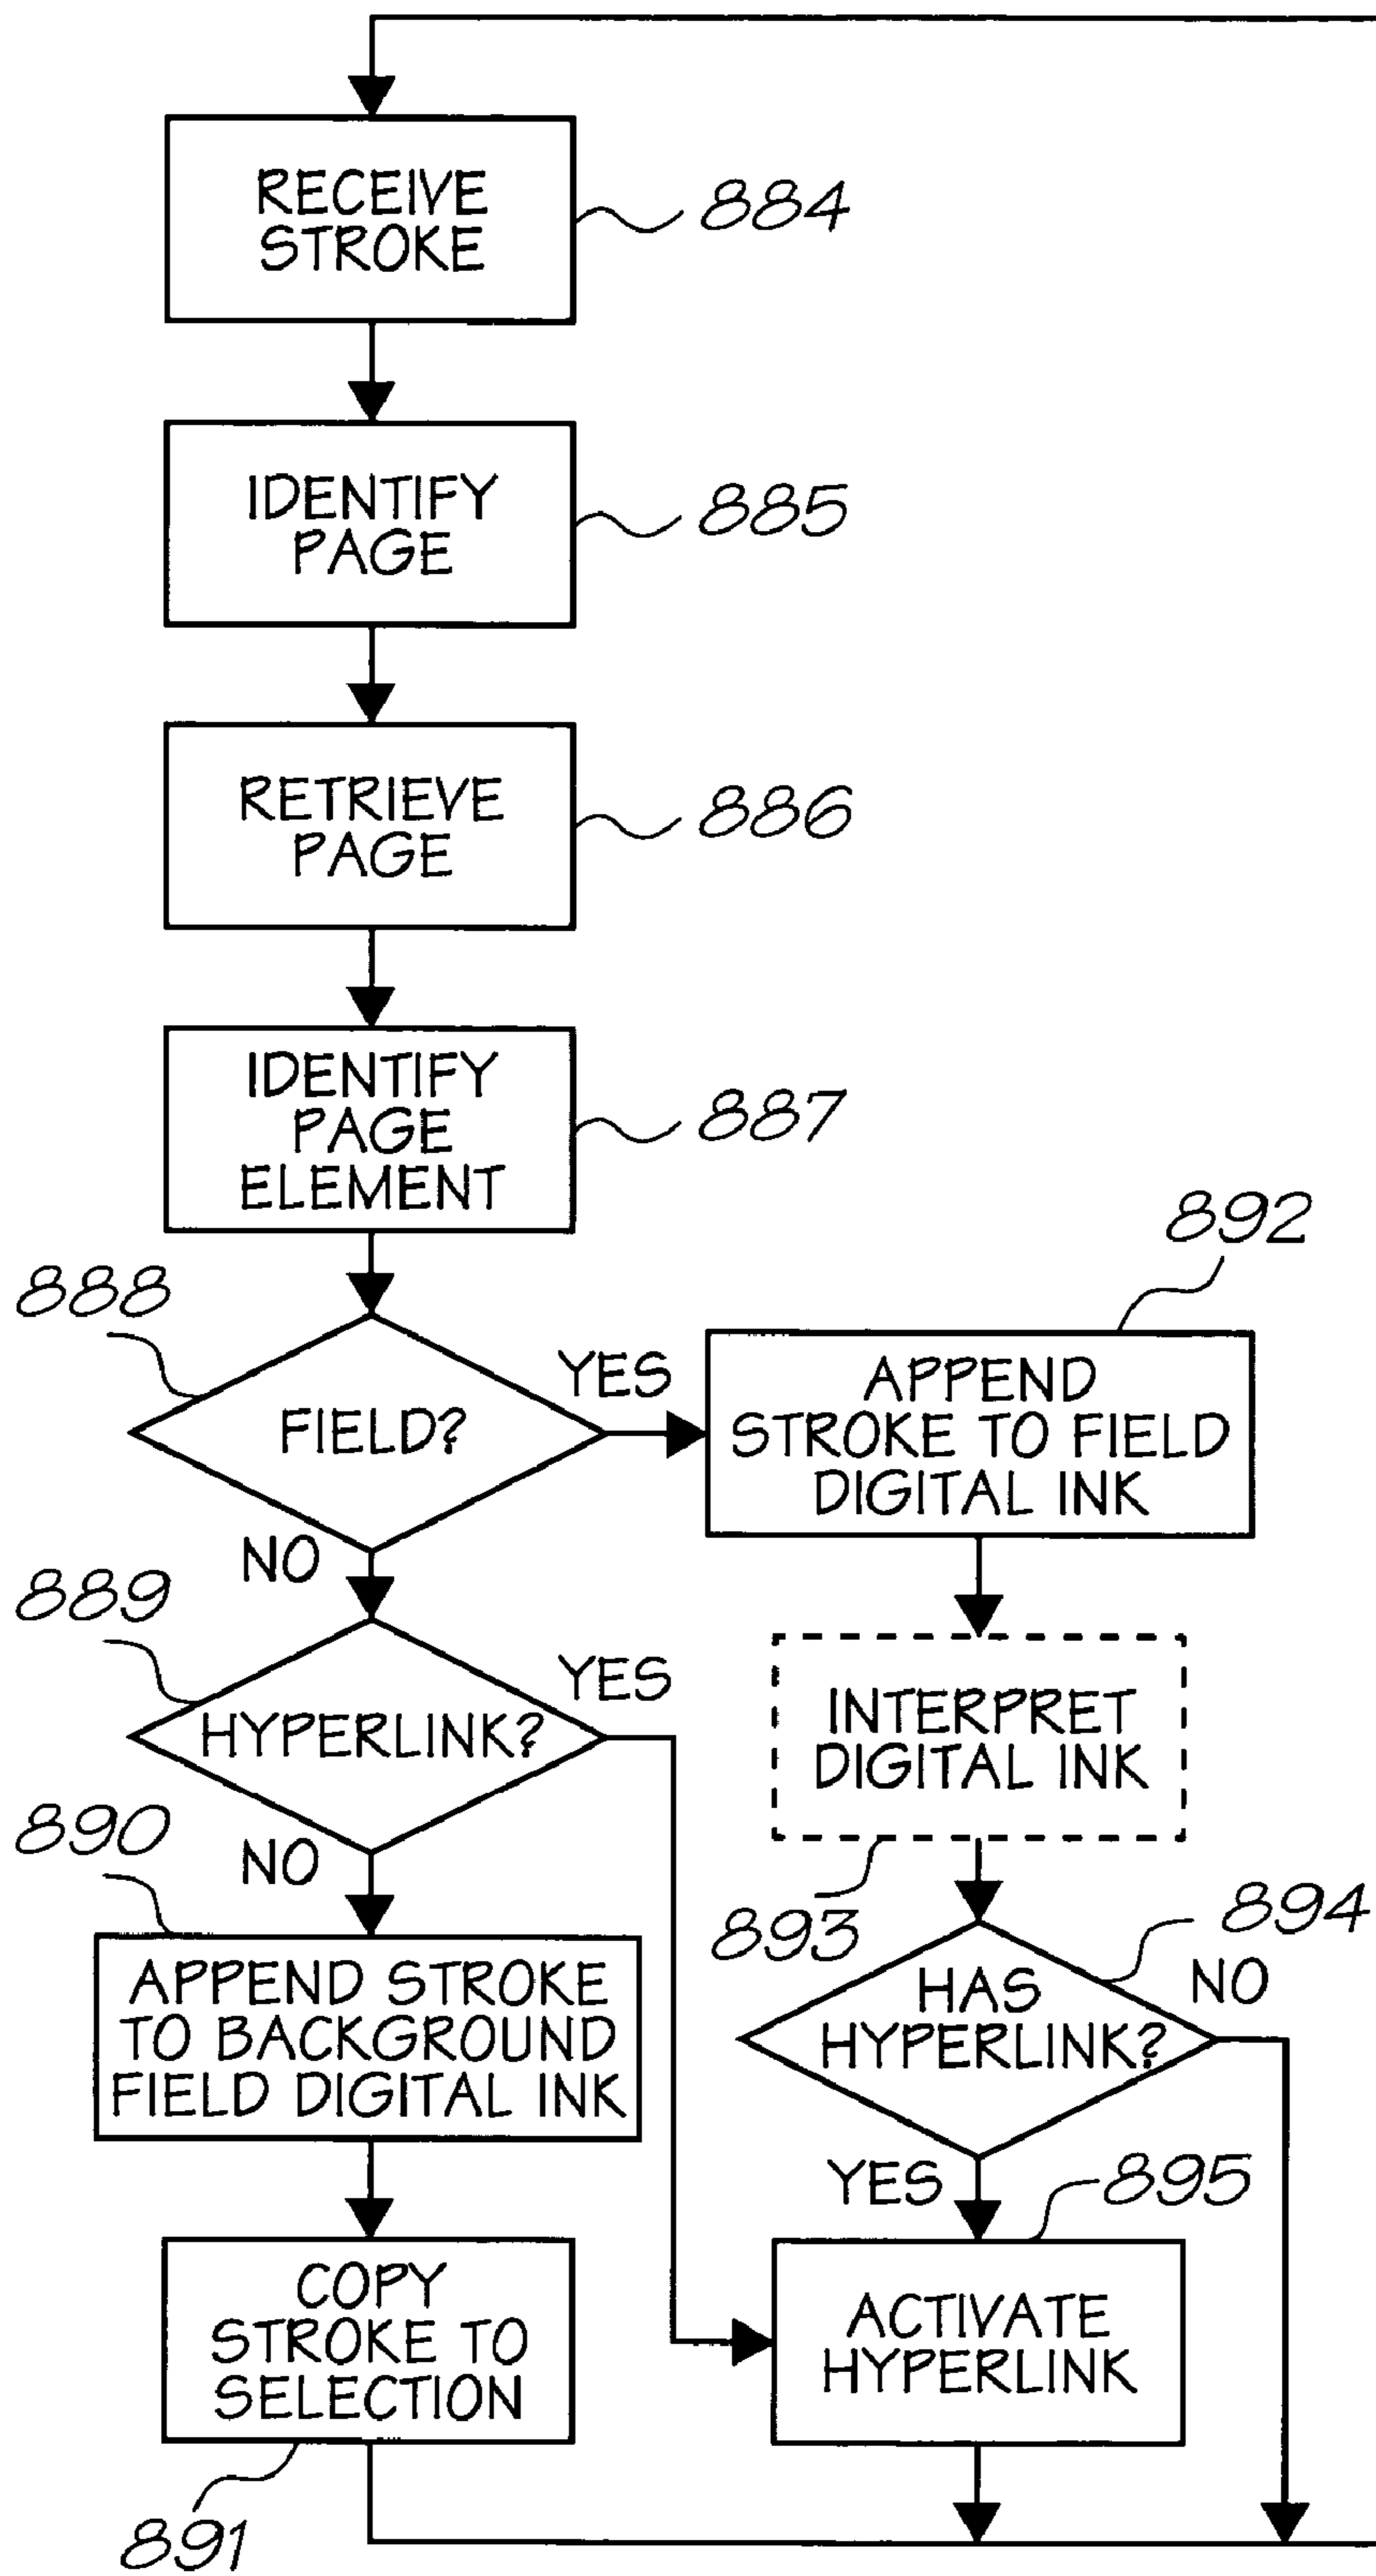 RECEIVE
STROKE
884
IDENTIFY
PAGE
885
RETRIEVE
PAGE
886
IDENTIFY
PAGE
ELEMENT
887
888
FIELD?
YES
NO
892
APPEND
STROKE TO FIELD
DIGITAL INK
889
HYPERLINK?
YES
NO
INTERPRET
DIGITAL INK
893
890
APPEND STROKE
TO BACKGROUND
FIELD DIGITAL INK
894
HAS
HYPERLINK?
NO
YES
895
COPY
STROKE TO
SELECTION
891
ACTIVATE
HYPERLINK